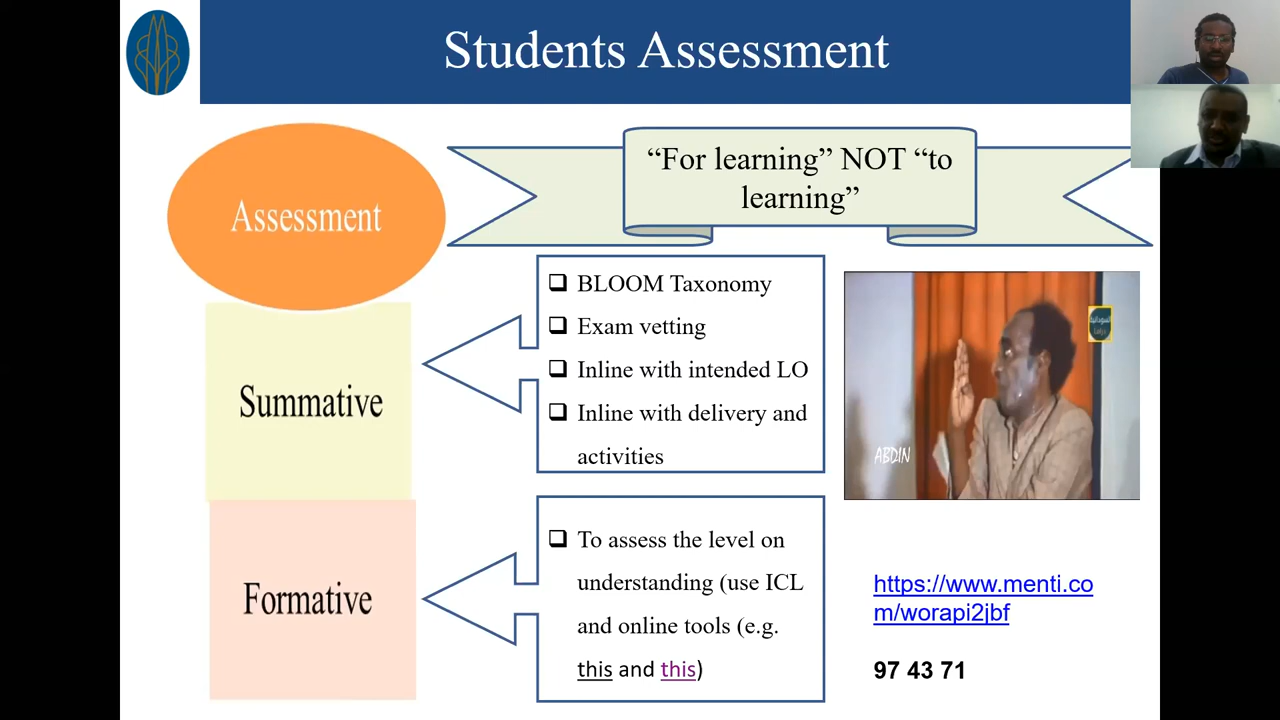 Students Assessment
“For learning” NOT “to
learning”
Assessment
Summative
Formative
❑ BLOOM Taxonomy
❑ Exam vetting
❑ Inline with intended LO
❑ Inline with delivery and
activities
❑ To assess the level on
understanding (use ICL
and online tools (e.g.
this and this)
السودانية
ABDIN
https://www.menti.co
m/worapi2jbf
97 43 71